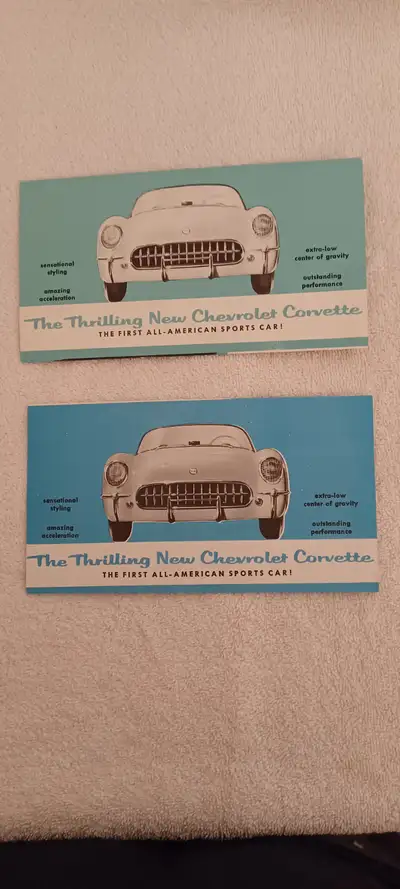 sensational
styling
amazing
acceleration
extra-low
center of gravity
outstanding
performance
The Thrilling New Chevrolet Corvette
THE FIRST ALL-AMERICAN SPORTS CAR!
sensational
styling
amazing
acceleration
extra-low
center of gravity
outstanding
performance
The Thrilling New Chevrolet Corvette
THE FIRST ALL-AMERICAN SPORTS CAR!